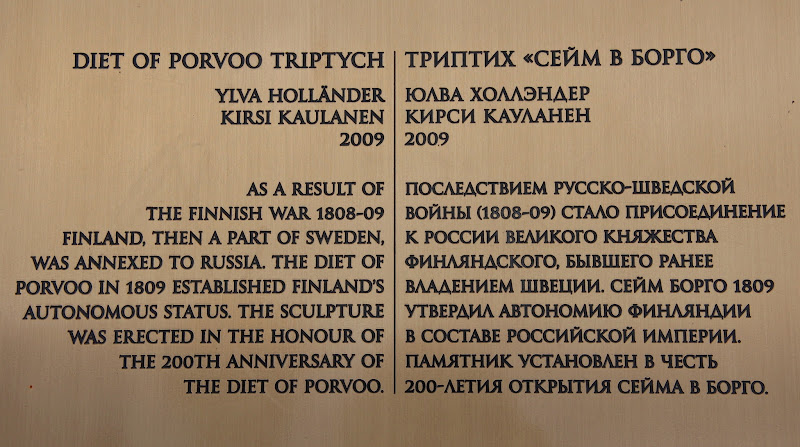 DIET OF PORVOO TRIPTYCH
YLVA HOLLÄNDER
KIRSI KAULANEN
2009
AS A RESULT OF
THE FINNISH WAR 1808-09
FINLAND, THEN A PART OF SWEDEN,
WAS ANNEXED TO RUSSIA. THE DIET OF
PORVOO IN 1809 ESTABLISHED FINLAND'S
AUTONOMOUS STATUS. THE SCULPTURE
WAS ERECTED IN THE HONOUR OF
THE 200TH ANNIVERSARY OF
THE DIET OF PORVOO.
ТРИПТИХ «СЕЙМ В БОРГО»
ЮЛВА ХОЛЛЭНДЕР
КИРСИ КАУЛАНЕН
2009
ПОСЛЕДСТВИЕМ РУССКО-ШВЕДСКОЙ
ВОЙНЫ (1808-09) СТАЛО ПРИСОЕДИНЕНИЕ
К РОССИИ ВЕЛИКОГО КНЯЖЕСТВА
ФИНЛЯНДСКОГО, БЫВШЕГО РАНЕЕ
ВЛАДЕНИЕМ ШВЕЦИИ. СЕЙМ БОРГО 1809
УТВЕРДИЛ АВТОНОМИЮ ФИНЛЯНДИИ
В СОСТАВЕ РОССИЙСКОЙ ИМПЕРИИ.
ПАМЯТНИК УСТАНОВЛЕН В ЧЕСТЬ
200-ЛЕТИЯ ОТКРЫТИЯ СЕЙМА В БОРГО.